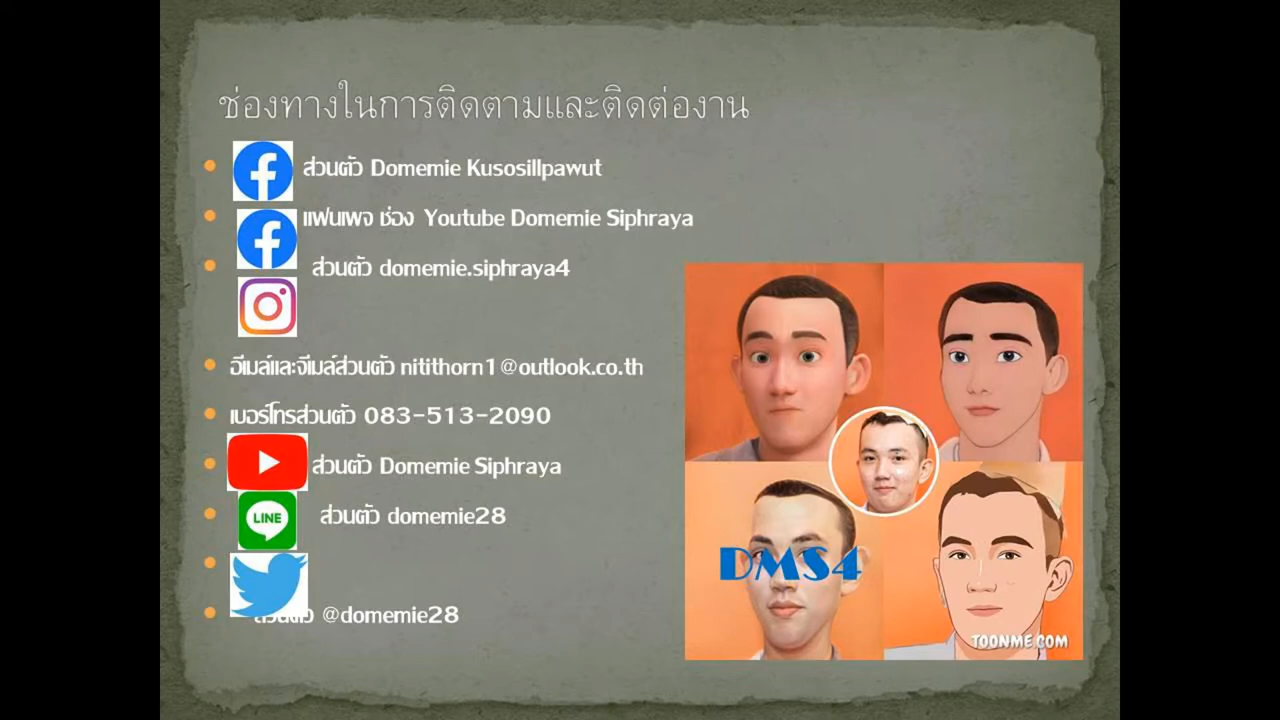 ช่องทางในการติดตามและติดต่องาน
ส่วนตัว Domemie Kusosillpawut
แฟนเพจ ช่อง Youtube Domemie Siphraya
ส่วนตัว domemie.siphraya4
อีเมล์และจีเมล์ส่วนตัว nitithorn1@outlook.co.th
เบอร์โทรส่วนตัว 083-513-2090
ส่วนตัว Domemie Siphraya
LINE
ส่วนตัว domemie28
ส่วนตัว @domemie28
DMS4
TOONME.COM